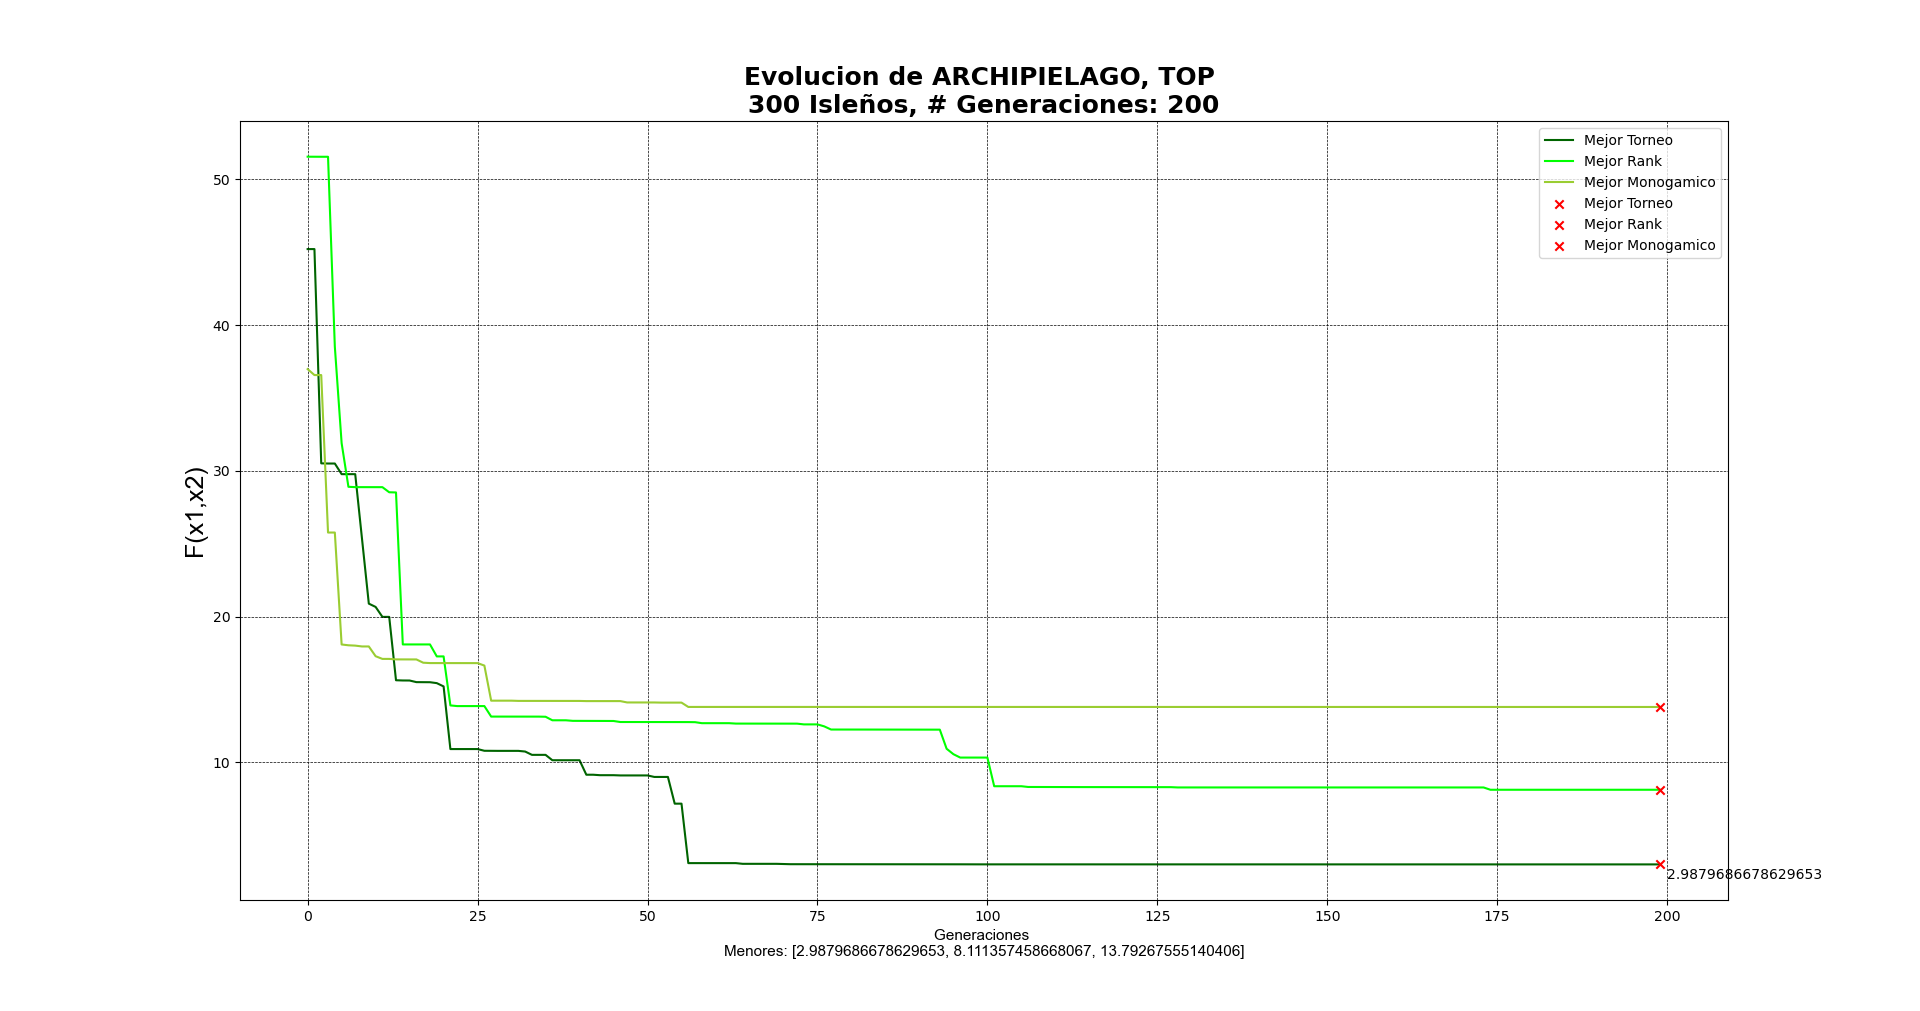 Evolucion de ARCHIPIELAGO, TOP
300 Isleños, # Generaciones: 200
Mejor Torneo
Mejor Rank
Mejor Monogamico
Mejor Torneo
Mejor Rank
Mejor Monogamico
F(x1,x2)
50
40
30
20
10
2.9879686678629653
0 25 50 75 100 125 150 175 200
Generaciones
Menores: [2.9879686678629653, 8.111357458668067, 13.79267555140406]